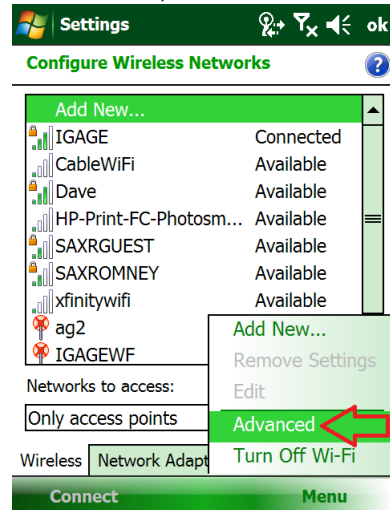 Settings
ok
Configure Wireless Networks
?
Add New...
IGAGE Connected
CableWiFi Available
Dave Available
HP-Print-FC-Photosm... Available
SAXRGUEST Available
SAXROMNEY Available
xfinitywifi Available
ag2
IGAGEWF
Add New...
Remove Settings
Edit
Advanced
Turn Off Wi-Fi
Networks to access:
Only access points
Wireless Network Adapt
Connect Menu